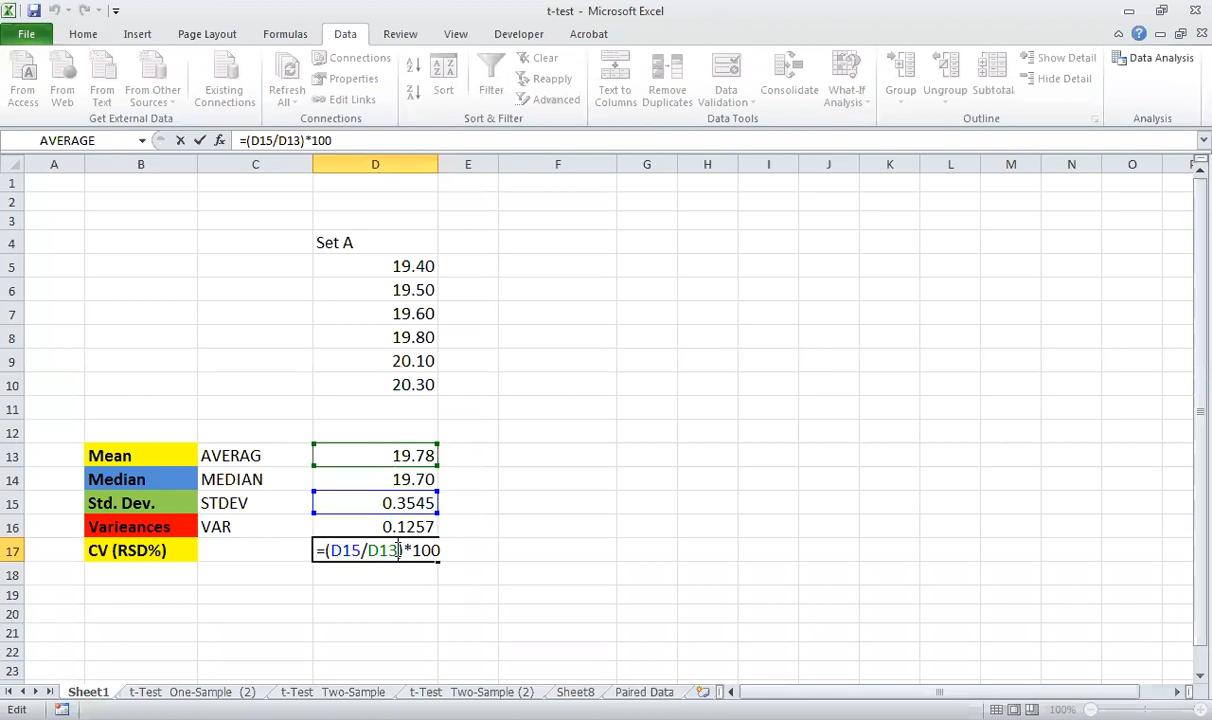 t-test - Microsoft Excel
File Home Insert Page Layout Formulas Data Review View Developer Acrobat
From Access From Web From Text From Other Sources Existing Connections
Refresh All Connections Properties Edit Links
Sort Filter Clear Reapply Advanced
Text to Columns Remove Duplicates Data Validation Consolidate What-If Analysis
Group Ungroup Subtotal Show Detail Hide Detail
Data Analysis
Get External Data Connections Sort & Filter Data Tools Outline Analysis
AVERAGE fx =(D15/D13)*100
A B C D E F G H I J K L M N O P
1
2
3
4 Set A
5 19.40
6 19.50
7 19.60
8 19.80
9 20.10
10 20.30
11
12
13 Mean AVERAG 19.78
14 Median MEDIAN 19.70
15 Std. Dev. STDEV 0.3545
16 Varieances VAR 0.1257
17 CV (RSD%) =(D15/D13)*100
18
19
20
21
22
23
Sheet1 t-Test One-Sample (2) t-Test Two-Sample t-Test Two-Sample (2) Sheet8 Paired Data
Edit 100%